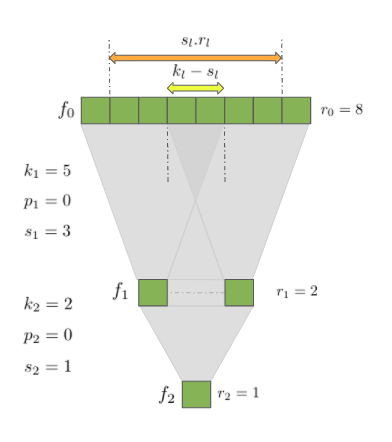 s_l.r_l
k_l − s_l
f_0
r_0 = 8
k_1 = 5
p_1 = 0
s_1 = 3
f_1
r_1 = 2
k_2 = 2
p_2 = 0
s_2 = 1
f_2
r_2 = 1